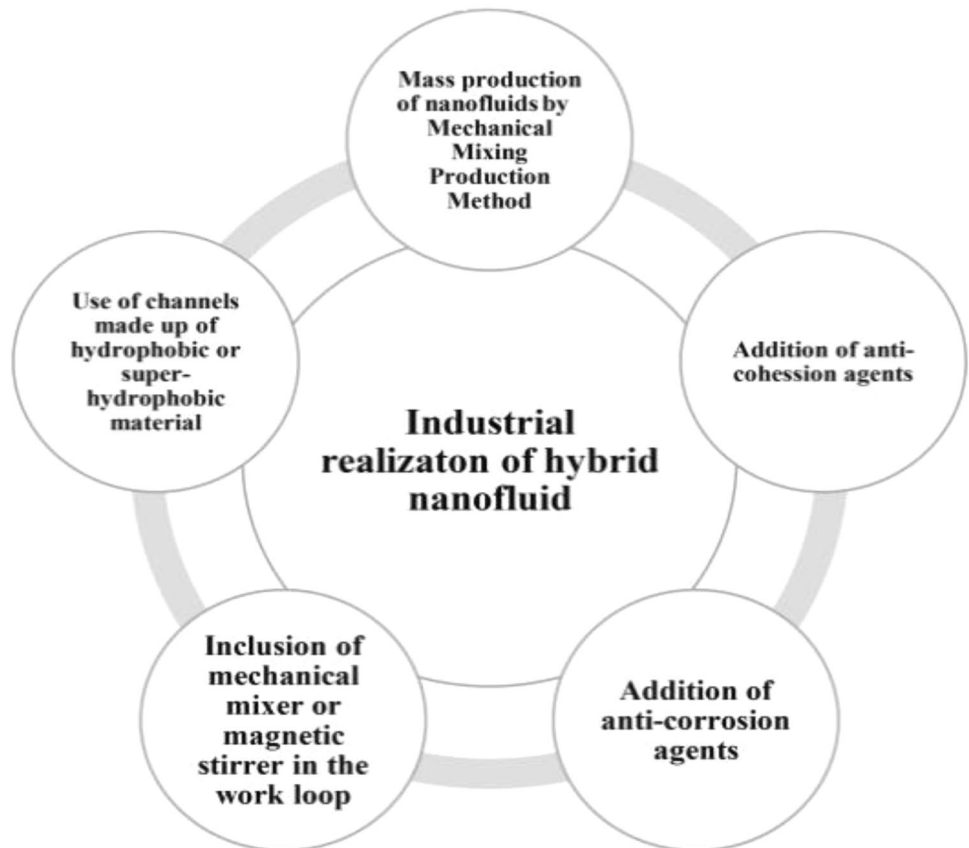 Mass production
of nanofluids by
Mechanical
Mixing
Production
Method
Addition of anti-
cohession agents
Addition of
anti-corrosion
agents
Inclusion of
mechanical
mixer or
magnetic
stirrer in the
work loop
Use of channels
made up of
hydrophobic or
super-
hydrophobic
material
Industrial
realizaton of hybrid
nanofluid